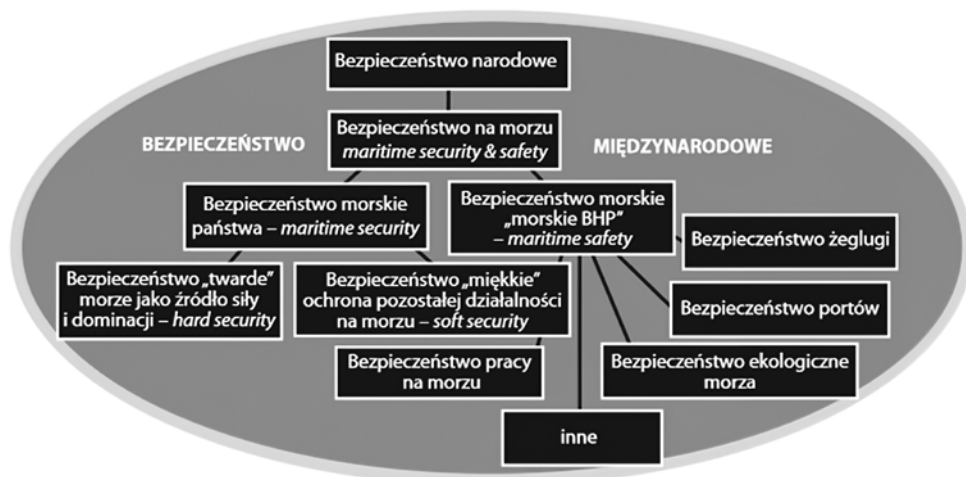 Bezpieczeństwo narodowe
Bezpieczeństwo na morzu
maritime security & safety
BEZPIECZEŃSTWO
MIĘDZYNARODOWE
Bezpieczeństwo morskie
państwa – maritime security
Bezpieczeństwo morskie
„morskie BHP”
– maritime safety
Bezpieczeństwo żeglugi
Bezpieczeństwo „twarde”
morze jako źródło siły
i dominacji – hard security
Bezpieczeństwo „miękkie”
ochrona pozostałej działalności
na morzu – soft security
Bezpieczeństwo portów
Bezpieczeństwo pracy
na morzu
Bezpieczeństwo ekologiczne
morza
inne